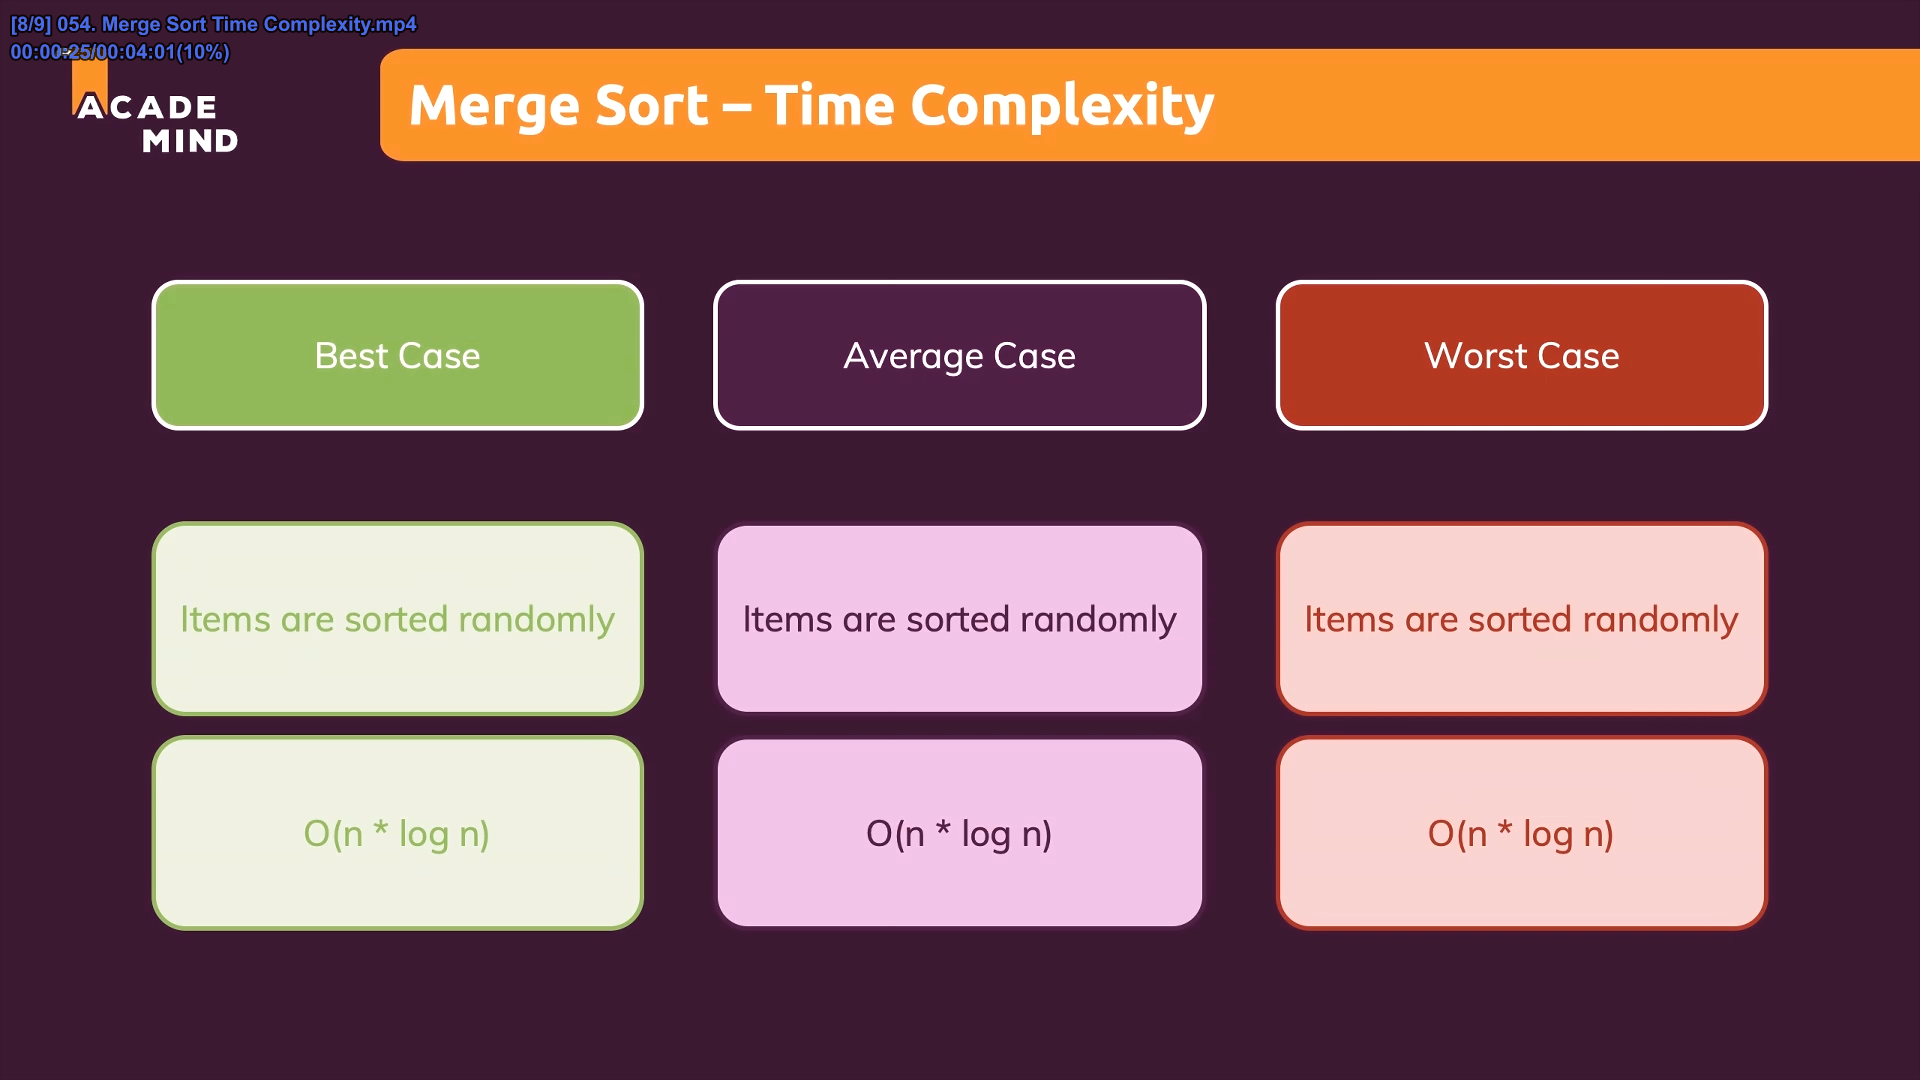 [8/9] 054. Merge Sort Time Complexity.mp4
00:00:25/00:04:01(10%)
ACADE
MIND
Merge Sort – Time Complexity
Best Case
Average Case
Worst Case
Items are sorted randomly
Items are sorted randomly
Items are sorted randomly
O(n * log n)
O(n * log n)
O(n * log n)